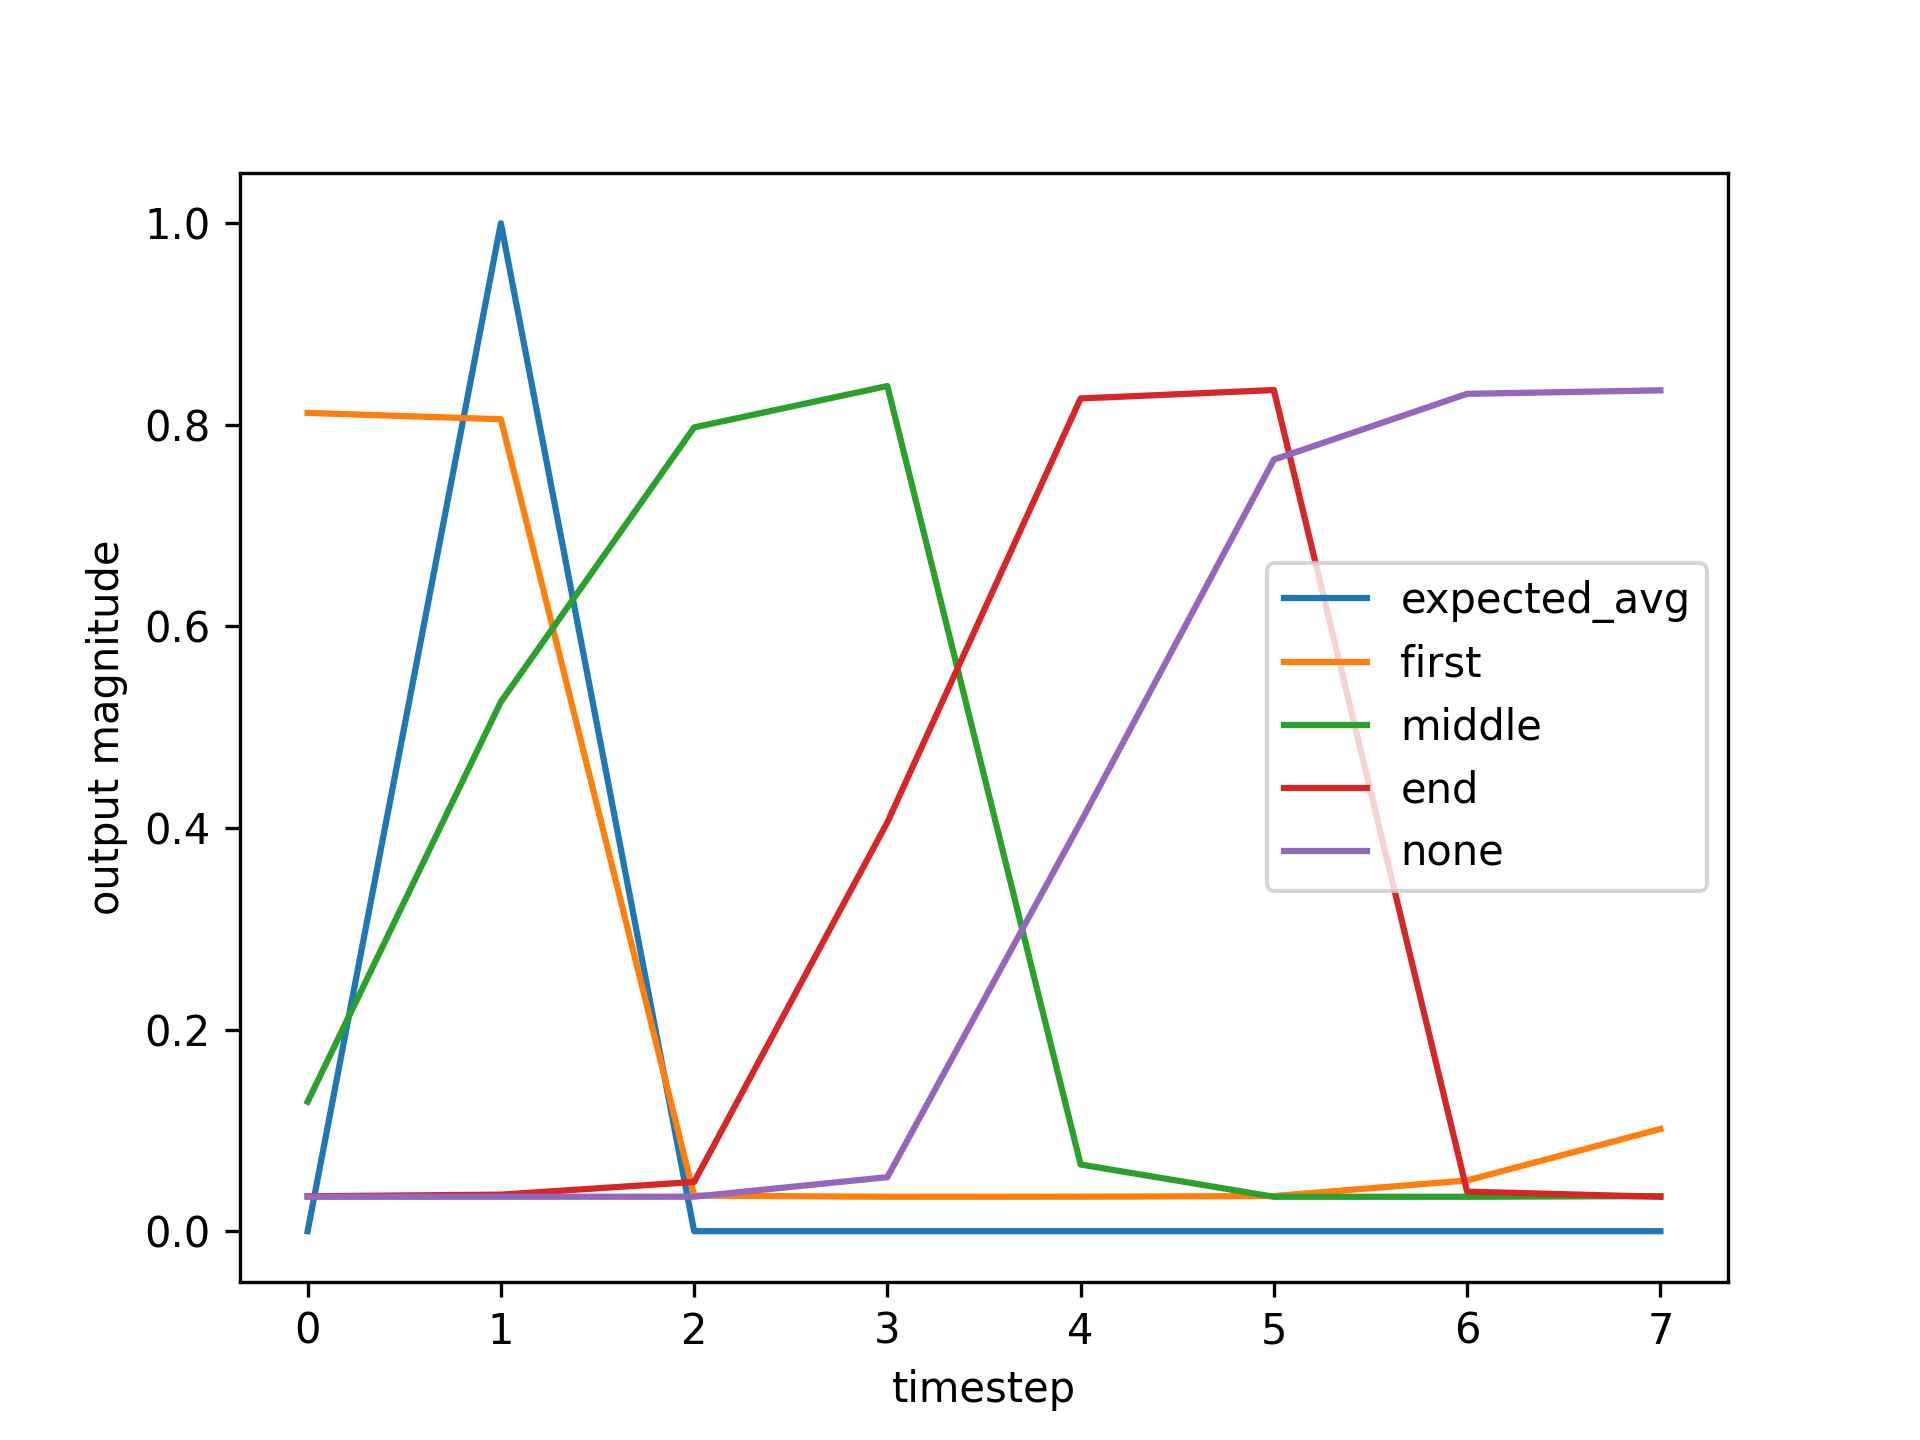 1.0
0.8
0.6
0.4
0.2
0.0
output magnitude
expected_avg
first
middle
end
none
0 1 2 3 4 5 6 7
timestep